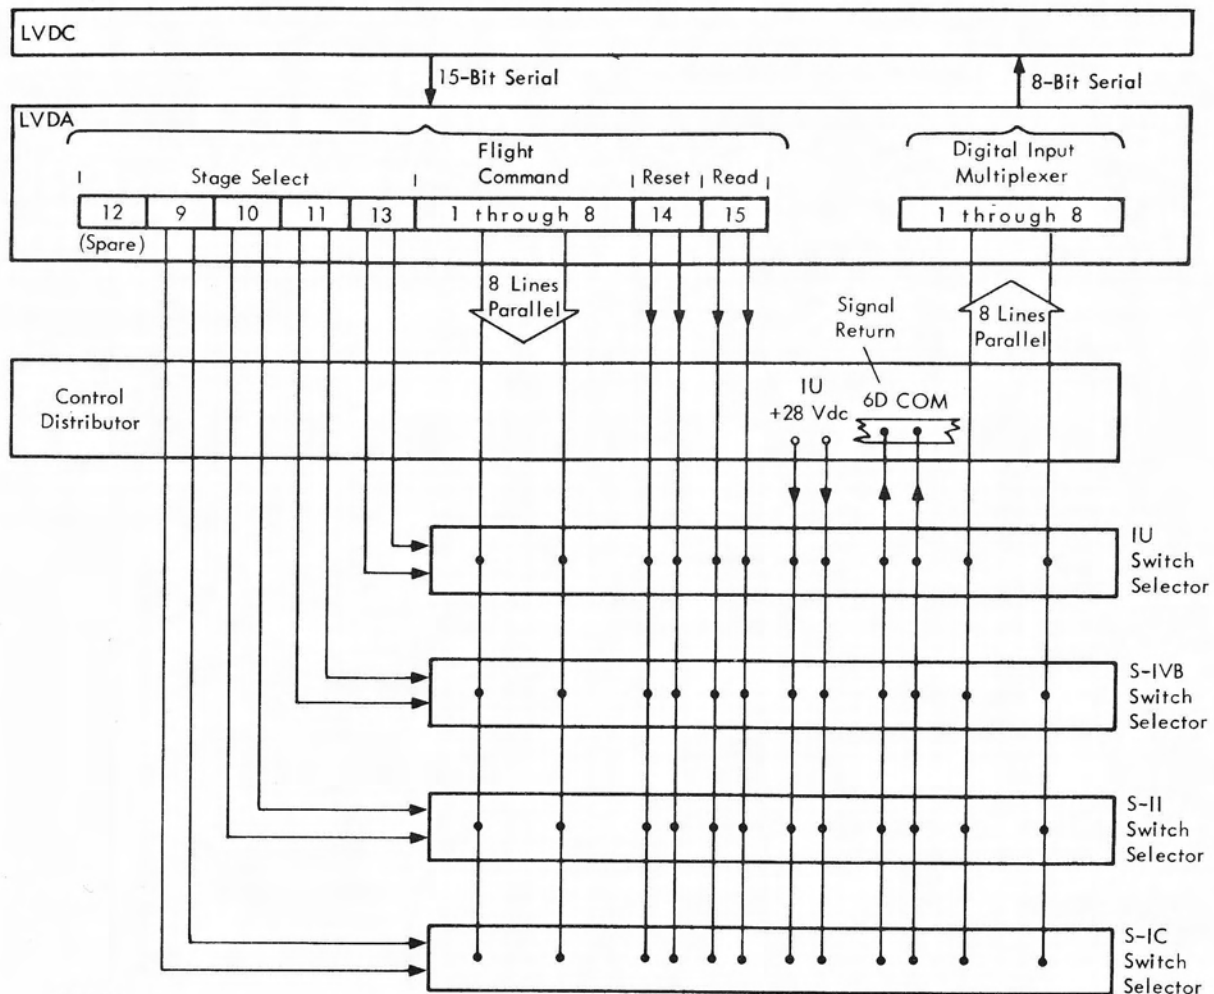 LVDC
15-Bit Serial
8-Bit Serial
LVDA
Flight
Command
Digital Input
Multiplexer
Stage Select
Reset
Read
12
9
10
11
13
1 through 8
14
15
1 through 8
(Spare)
8 Lines
Parallel
Signal
Return
8 Lines
Parallel
Control
Distributor
IU
+28 Vdc
6D COM
IU
Switch
Selector
S-IVB
Switch
Selector
S-II
Switch
Selector
S-IC
Switch
Selector